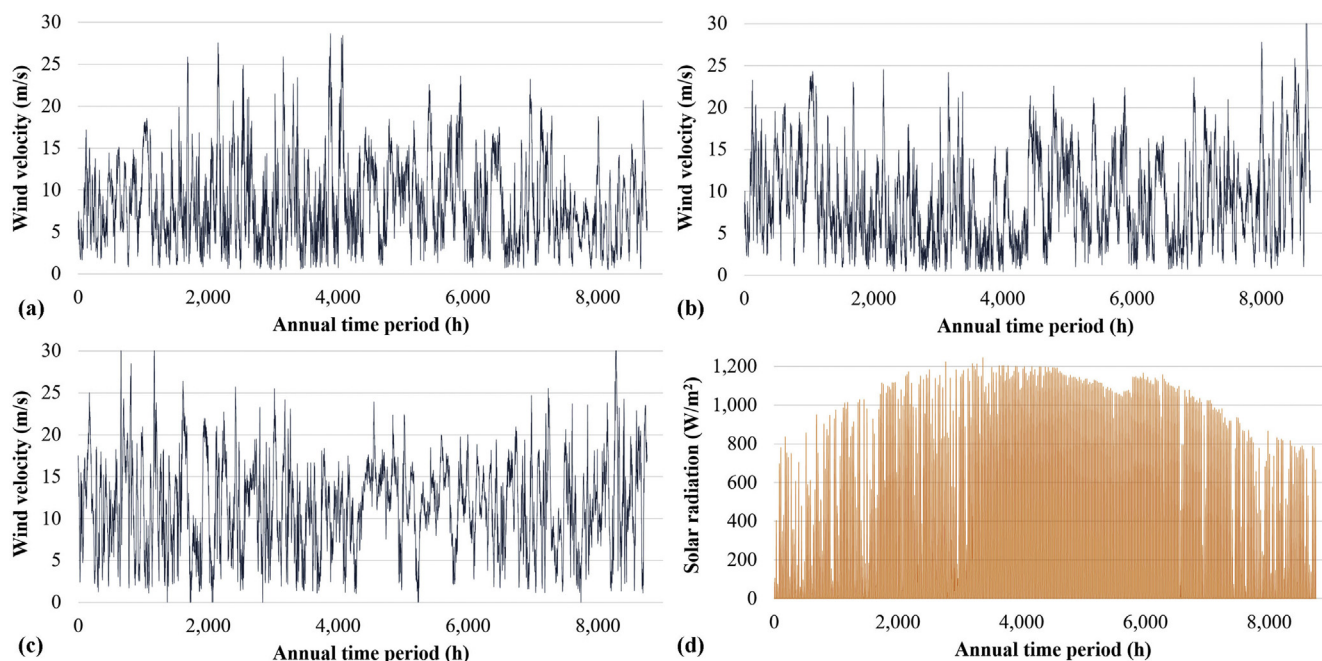 Wind velocity (m/s)
30
25
20
15
10
5
0
0 2,000 4,000 6,000 8,000
(a)
Annual time period (h)
Wind velocity (m/s)
30
25
20
15
10
5
0
0 2,000 4,000 6,000 8,000
(b)
Annual time period (h)
Wind velocity (m/s)
30
25
20
15
10
5
0
0 2,000 4,000 6,000 8,000
(c)
Annual time period (h)
Solar radiation (W/m²)
1,200
1,000
800
600
400
200
0
0 2,000 4,000 6,000 8,000
Annual time period (h)
(d)